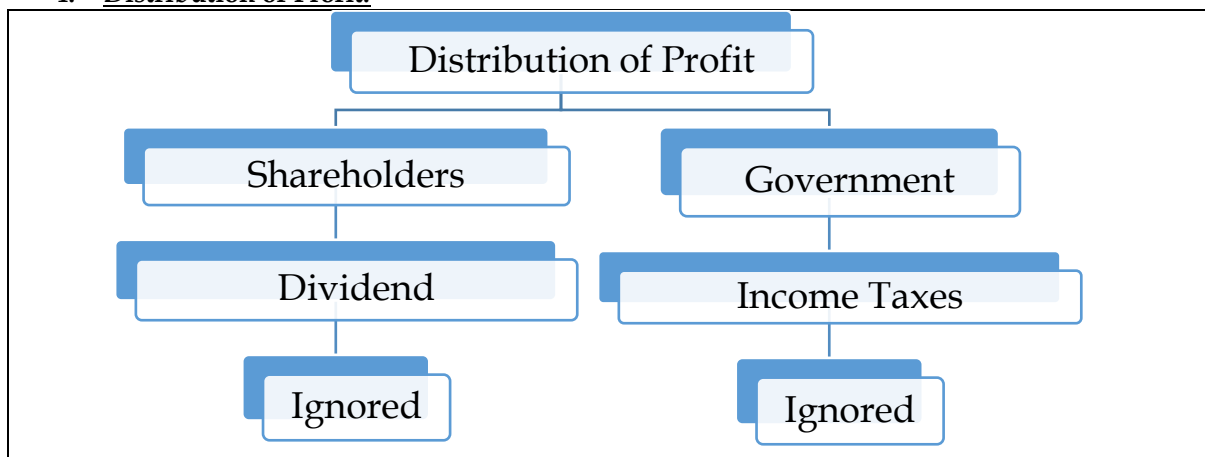 Distribution of Profit
Shareholders
Government
Dividend
Income Taxes
Ignored
Ignored